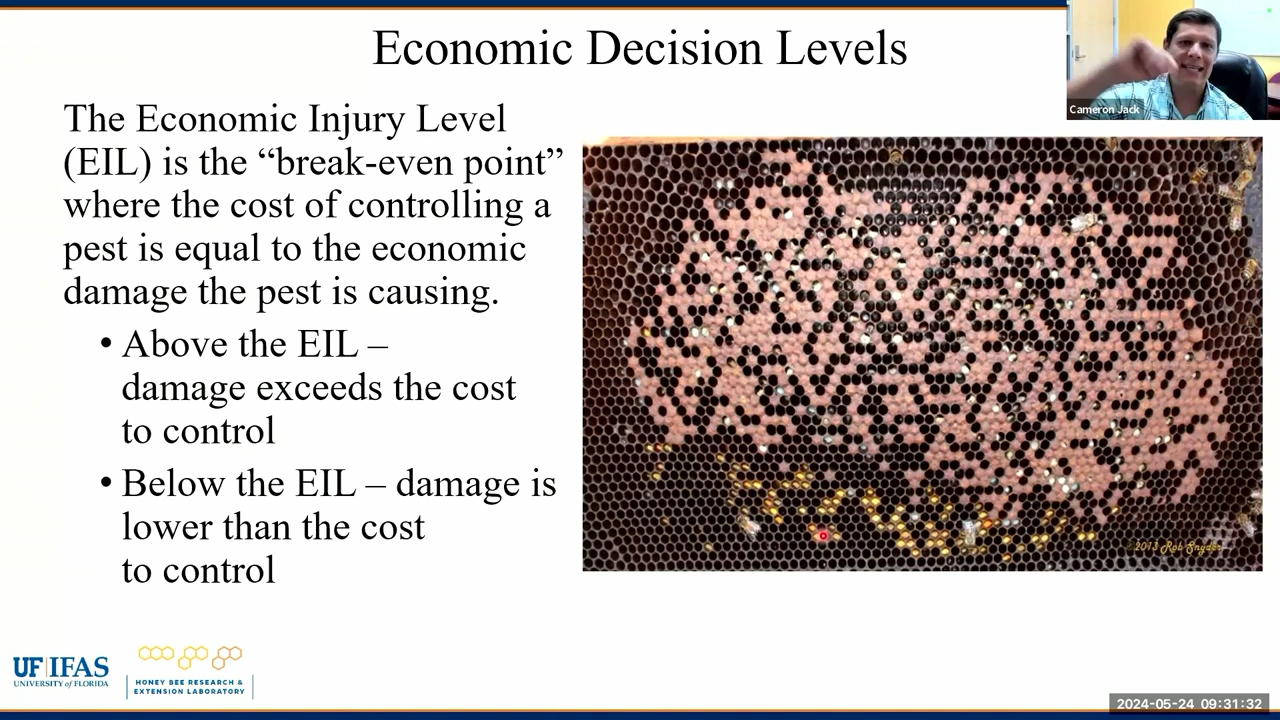 Economic Decision Levels
Cameron Jack
The Economic Injury Level
(EIL) is the “break-even point”
where the cost of controlling a
pest is equal to the economic
damage the pest is causing.
• Above the EIL –
damage exceeds the cost
to control
• Below the EIL – damage is
lower than the cost
to control
2013 Rob Snyder
UF IFAS
UNIVERSITY of FLORIDA
HONEY BEE RESEARCH &
EXTENSION LABORATORY
2024-05-24 09:31:32